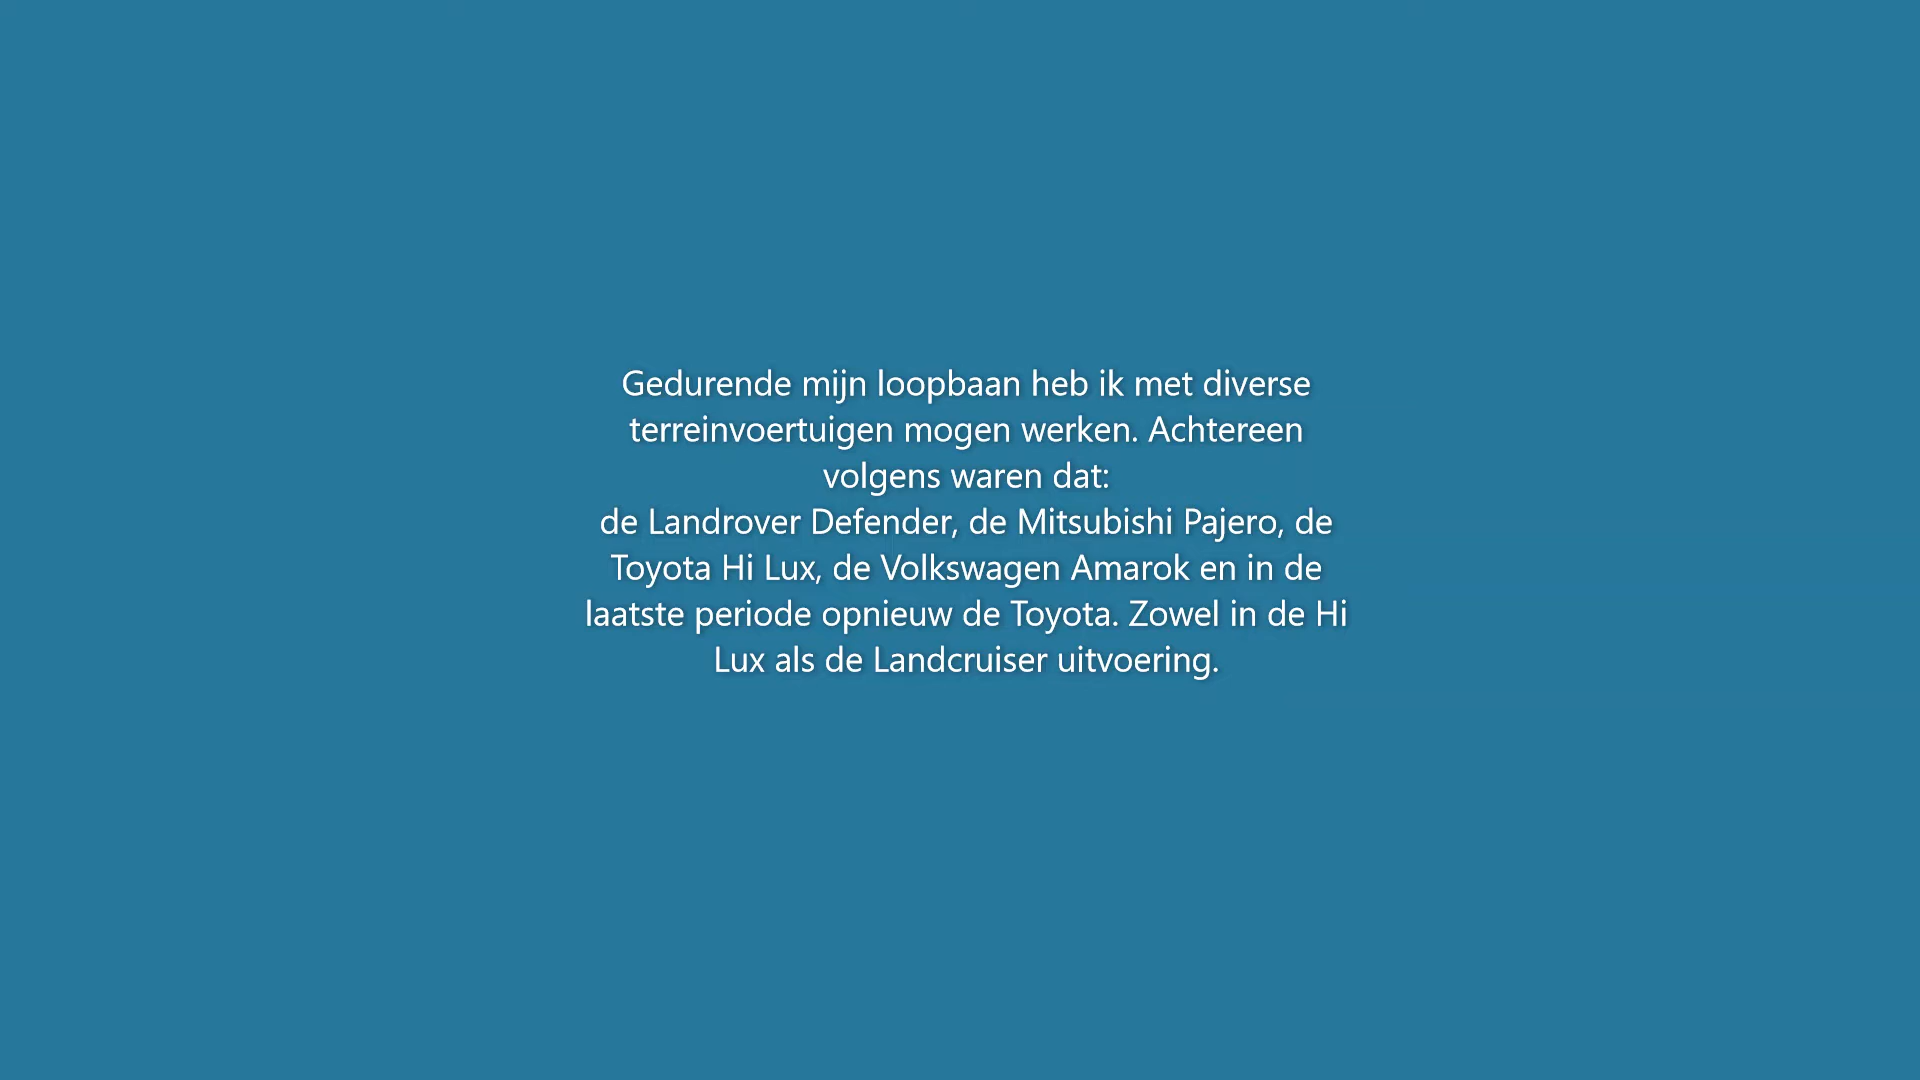 Gedurende mijn loopbaan heb ik met diverse
terreinvoertuigen mogen werken. Achtereen
volgens waren dat:
de Landrover Defender, de Mitsubishi Pajero, de
Toyota Hi Lux, de Volkswagen Amarok en in de
laatste periode opnieuw de Toyota. Zowel in de Hi
Lux als de Landcruiser uitvoering.